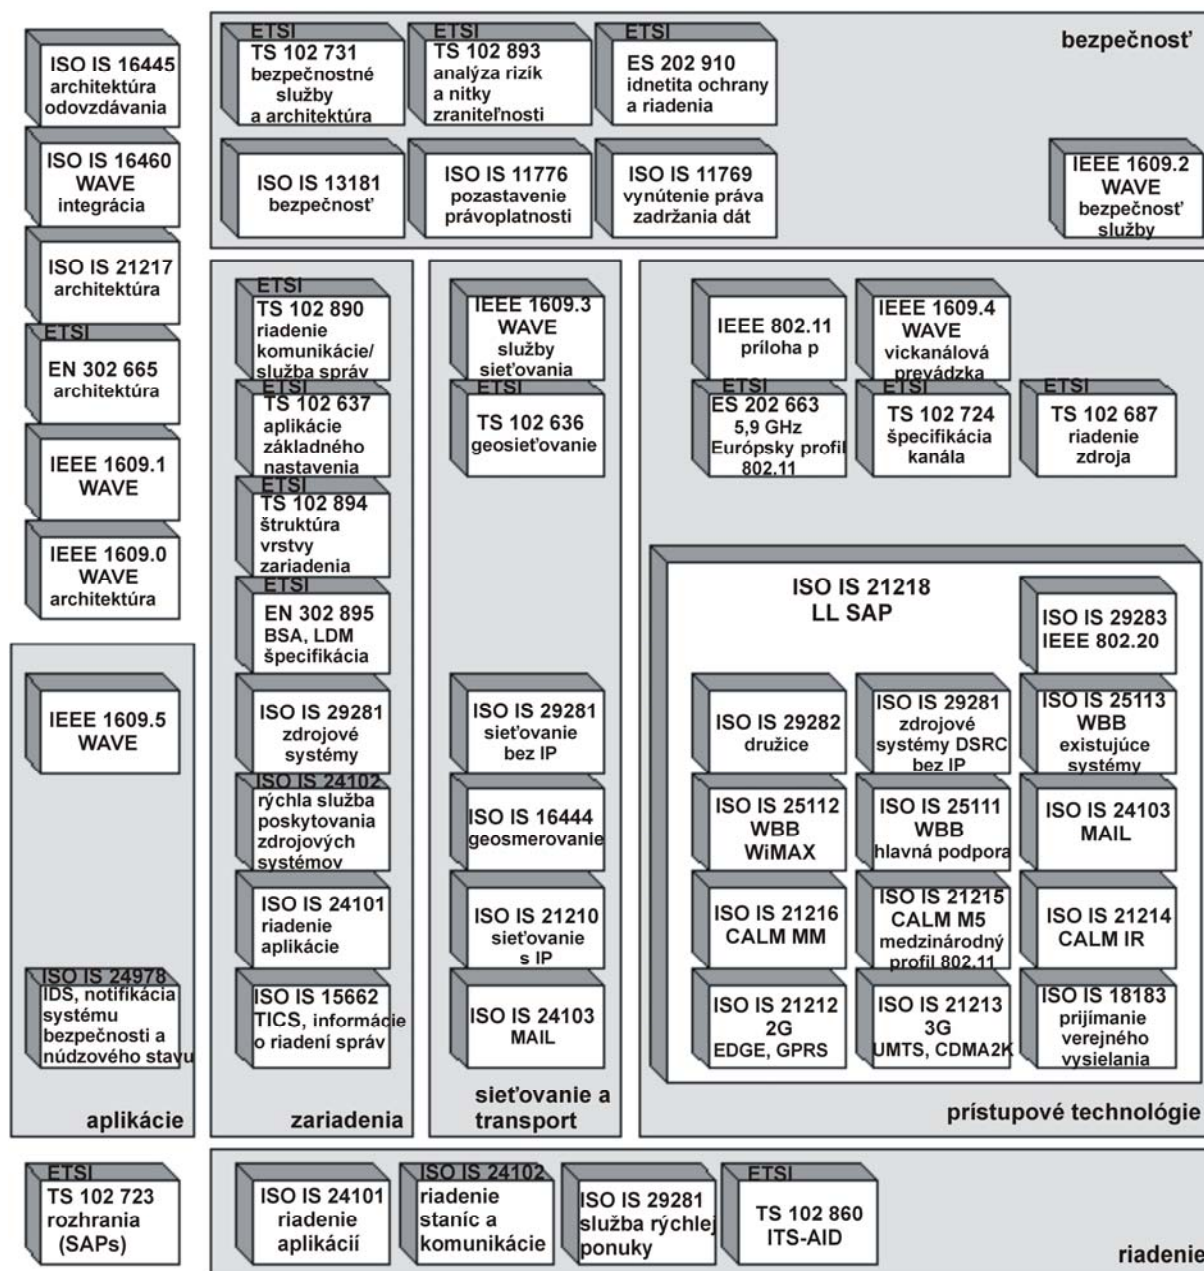 ISO IS 16445
architektúra
odovzdávania
ISO IS 16460
WAVE
integrácia
ISO IS 21217
architektúra
ETSI
EN 302 665
architektúra
IEEE 1609.1
WAVE
IEEE 1609.0
WAVE
architektúra
bezpečnosť
ETSI
TS 102 731
bezpečnostné
služby
a architektúra
ETSI
TS 102 893
analýza rizík
a nitky
zraniteľnosti
ETSI
ES 202 910
idnetita ochrany
a riadenia
ISO IS 13181
bezpečnosť
ISO IS 11776
pozastavenie
právoplatnosti
ISO IS 11769
vynútenie práva
zadržania dát
IEEE 1609.2
WAVE
bezpečnosť
služby
IEEE 1609.5
WAVE
ISO IS 24978
IDS, notifikácia
systému
bezpečnosti a
núdzového stavu
aplikácie
ETSI
TS 102 890
riadenie
komunikácie/
služba správ
ETSI
TS 102 637
aplikácie
základného
nastavenia
ETSI
TS 102 894
štruktúra
vrstvy
zariadenia
ETSI
EN 302 895
BSA, LDM
špecifikácia
ISO IS 29281
zdrojové
systémy
ISO IS 24102
rýchla služba
poskytovania
zdrojových
systémov
ISO IS 24101
riadenie
aplikácie
ISO IS 15662
TICS, informácie
o riadení správ
zariadenia
IEEE 1609.3
WAVE
služby
sieťovania
ETSI
TS 102 636
geosieťovanie
ISO IS 29281
sieťovanie
bez IP
ISO IS 16444
geosmerovanie
ISO IS 21210
sieťovanie
s IP
ISO IS 24103
MAIL
sieťovanie a
transport
IEEE 802.11
príloha p
IEEE 1609.4
WAVE
vickanálová
prevádzka
ETSI
ES 202 663
5,9 GHz
Európsky profil
802.11
ETSI
TS 102 724
špecifikácia
kanála
ETSI
TS 102 687
riadenie
zdroja
ISO IS 21218
LL SAP
ISO IS 29283
IEEE 802.20
ISO IS 29282
družice
ISO IS 29281
zdrojové
systémy DSRC
bez IP
ISO IS 25113
WBB
existujúce
systémy
ISO IS 25112
WBB
WiMAX
ISO IS 25111
WBB
hlavná podpora
ISO IS 24103
MAIL
ISO IS 21216
CALM MM
ISO IS 21215
CALM M5
medzinárodný
profil 802.11
ISO IS 21214
CALM IR
ISO IS 21212
2G
EDGE, GPRS
ISO IS 21213
3G
UMTS, CDMA2K
ISO IS 18183
prijímanie
verejného
vysielania
prístupové technológie
ETSI
TS 102 723
rozhrania
(SAPs)
ISO IS 24101
riadenie
aplikácií
ISO IS 24102
riadenie
staníc a
komunikácie
ISO IS 29281
služba rýchlej
ponuky
ETSI
TS 102 860
ITS-AID
riadenie